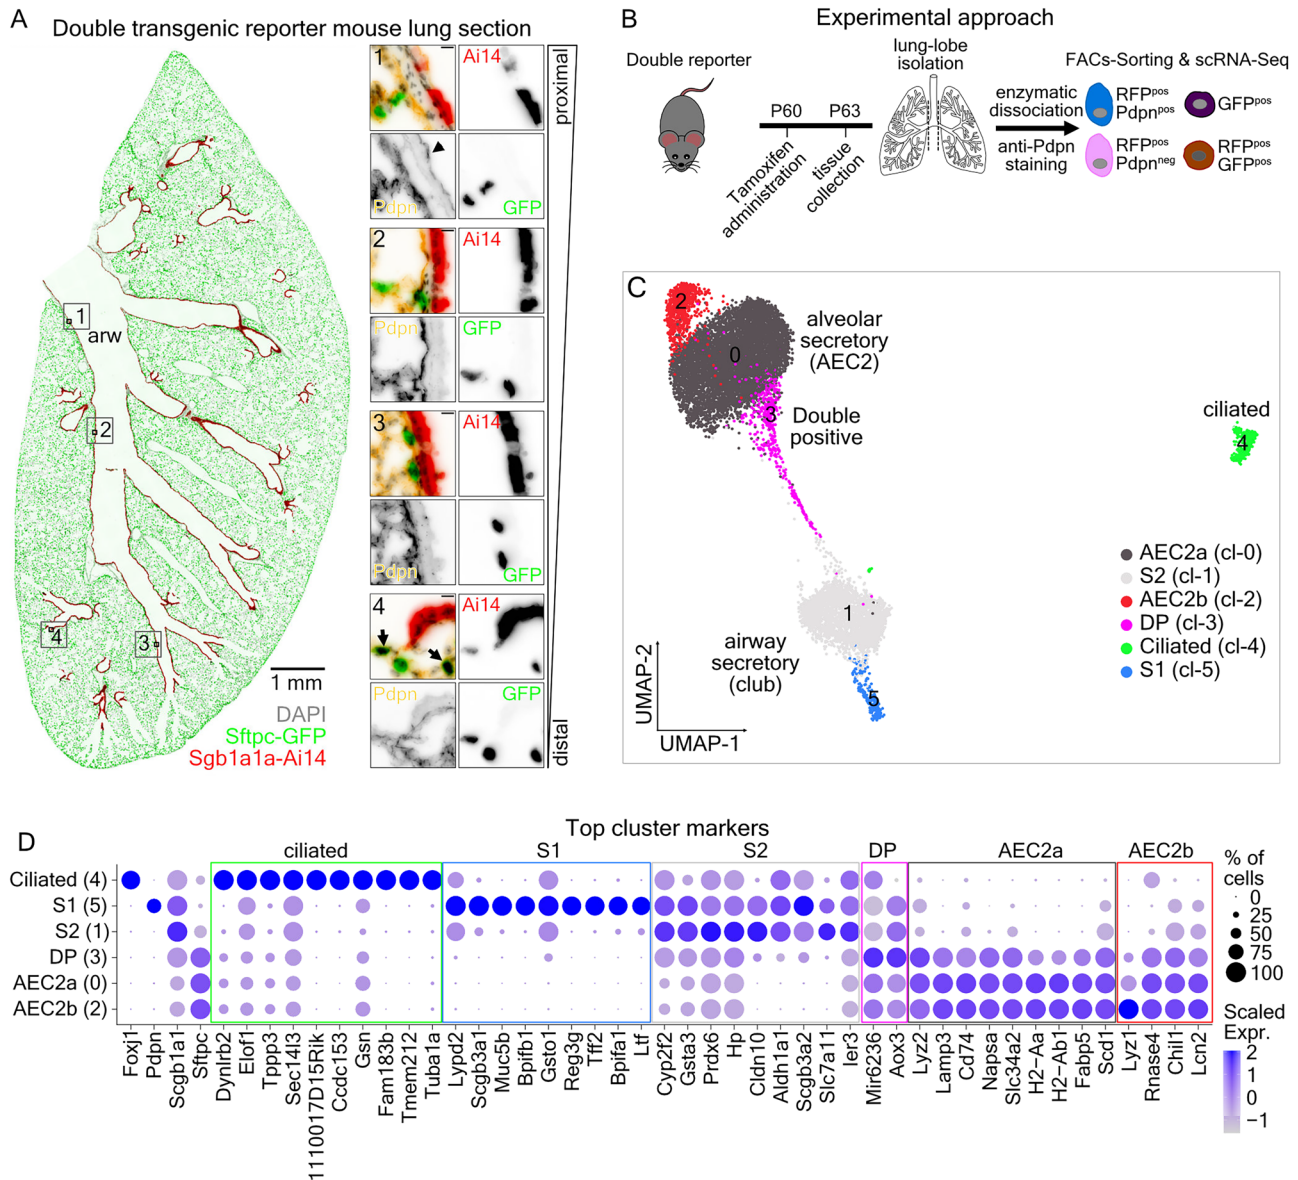 A
Double transgenic reporter mouse lung section
1
arw
2
3
4
1 mm
DAPI
Sftpc-GFP
Sgb1a1a-Ai14
1
Ai14
Pdpn
GFP
2
Ai14
Pdpn
GFP
3
Ai14
Pdpn
GFP
4
Ai14
Pdpn
GFP
proximal
distal
B
Experimental approach
Double reporter
P60
P63
Tamoxifen
administration
tissue
collection
lung-lobe
isolation
enzymatic
dissociation
anti-Pdpn
staining
FACs-Sorting & scRNA-Seq
RFPpos
Pdpnpos
GFPpos
RFPpos
Pdpnneg
RFPpos
GFPpos
C
2
0
alveolar
secretory
(AEC2)
3
Double
positive
ciliated
4
1
airway
secretory
(club)
5
UMAP-2
UMAP-1
AEC2a (cl-0)
S2 (cl-1)
AEC2b (cl-2)
DP (cl-3)
Ciliated (cl-4)
S1 (cl-5)
D
Top cluster markers
ciliated
S1
S2
DP
AEC2a
AEC2b
Ciliated (4)
S1 (5)
S2 (1)
DP (3)
AEC2a (0)
AEC2b (2)
Foxj1
Pdpn
Scgb1a1
Sftpc
Dynlrb2
Elof1
Tppp3
Sec14l3
1110017D15Rik
Ccdc153
Gsn
Fam183b
Tmem212
Tuba1a
Lypd2
Scgb3a1
Muc5b
Bpifb1
Gsto1
Reg3g
Tff2
Bpifa1
Ltf
Cyp2f2
Gsta3
Prdx6
Hp
Cldn10
Aldh1a1
Scgb3a2
Slc7a11
Ier3
Mir6236
Aox3
Lyz2
Lamp3
Cd74
Napsa
Slc34a2
H2-Aa
H2-Ab1
Fabp5
Scd1
Lyz1
Rnase4
Chil1
Lcn2
% of
cells
0
25
50
75
100
Scaled
Expr.
2
1
0
−1